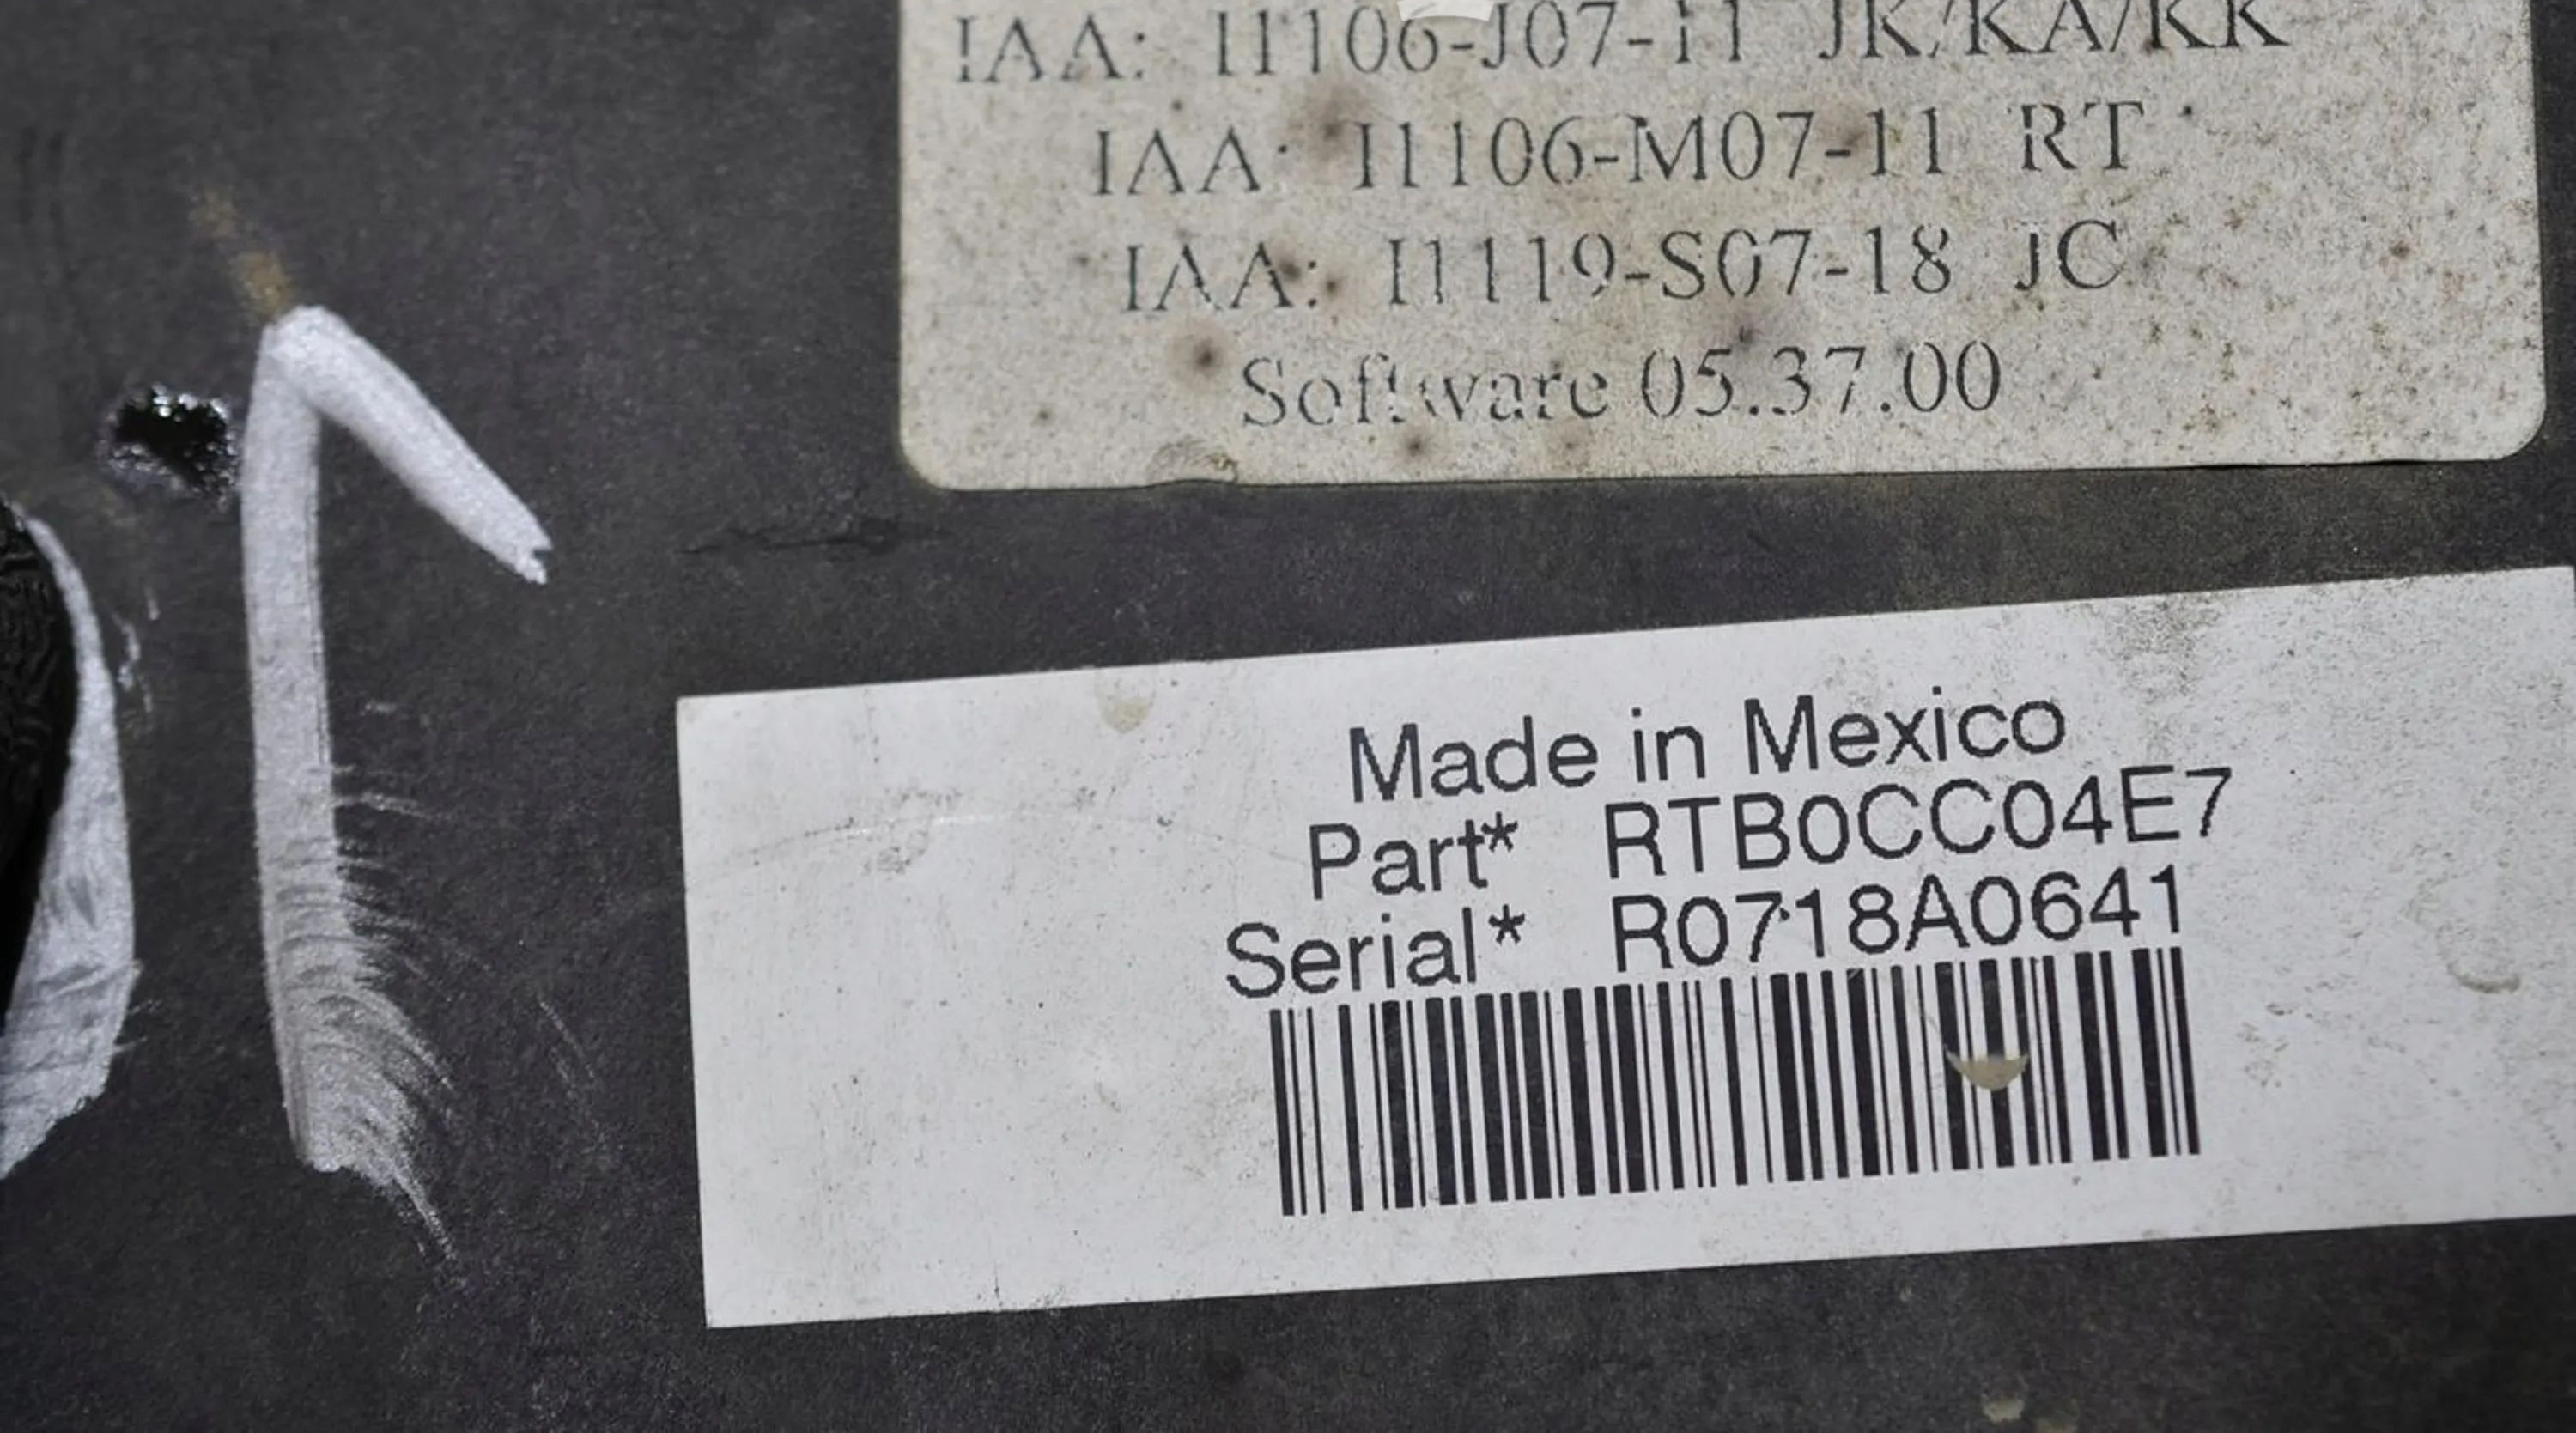 IAA: I1106-J07-11 JK/KA/KK
IAA: I1106-M07-11 RT
IAA: I1119-S07-18 JC
Software 05.37.00
Made in Mexico
Part* RTB0CC04E7
Serial* R0718A0641